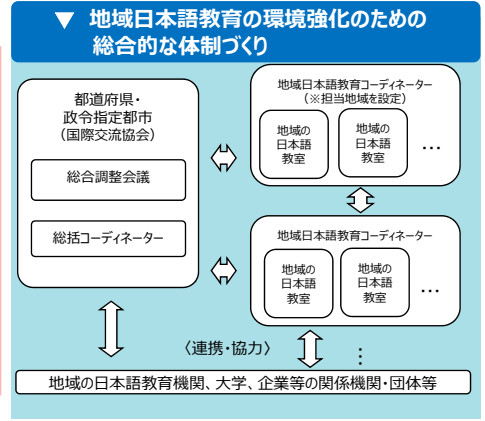 ▼ 地域日本語教育の環境強化のための
総合的な体制づくり
都道府県・
政令指定都市
(国際交流協会)
総合調整会議
総括コーディネーター
地域日本語教育コーディネーター
(※担当地域を設定)
地域の
日本語
教室
地域の
日本語
教室
…
地域日本語教育コーディネーター
地域の
日本語
教室
地域の
日本語
教室
…
〈連携・協力〉
⋮
地域の日本語教育機関、大学、企業等の関係機関・団体等